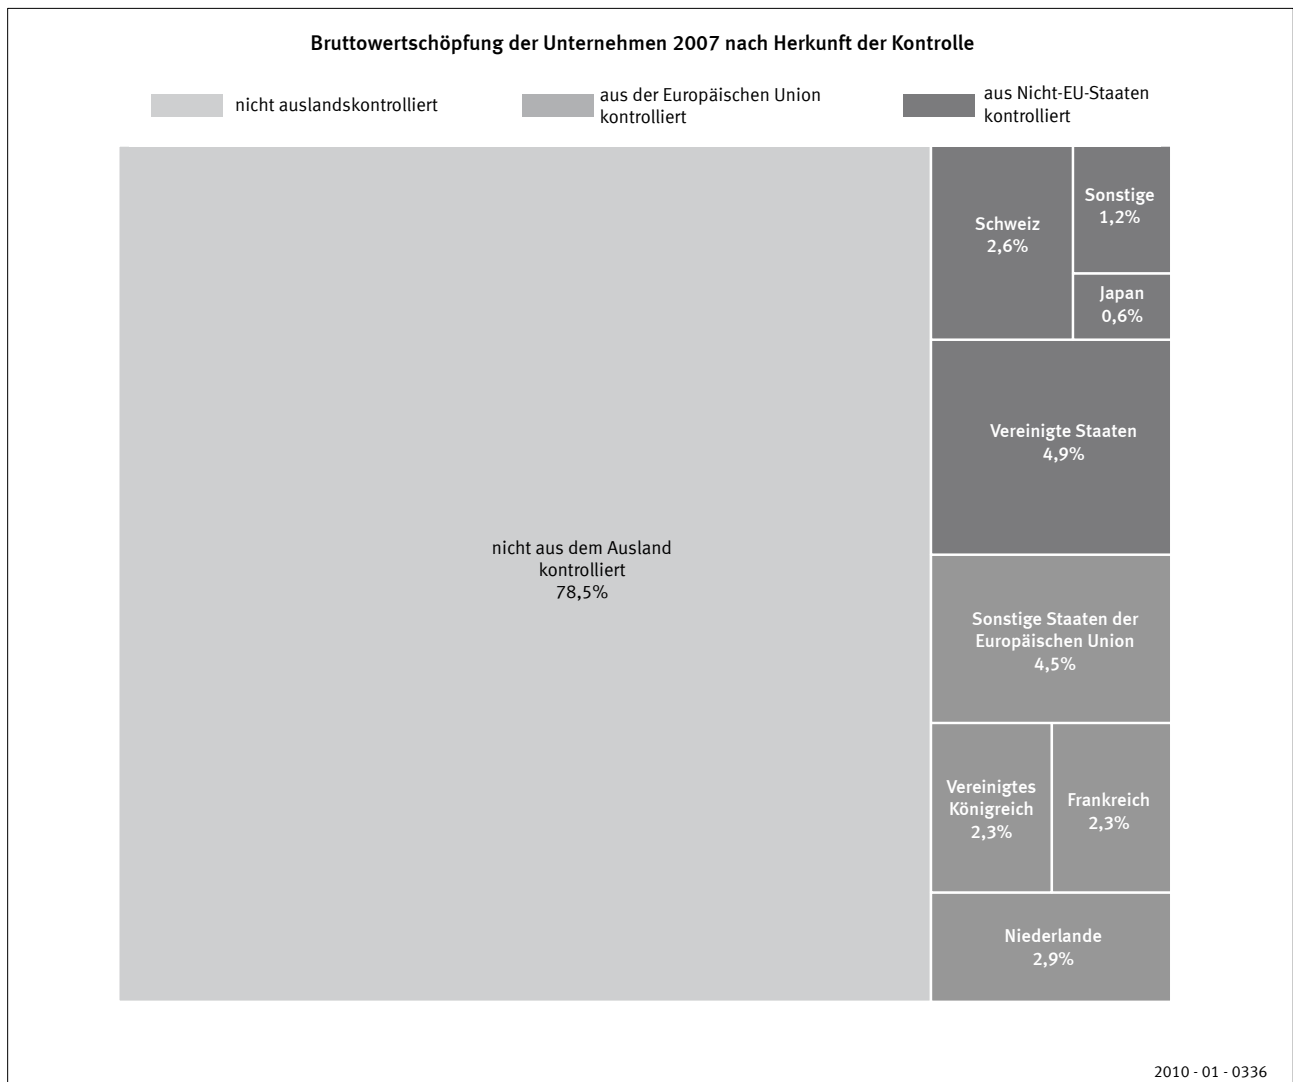 Bruttowertschöpfung der Unternehmen 2007 nach Herkunft der Kontrolle
nicht auslandskontrolliert
aus der Europäischen Union
kontrolliert
aus Nicht-EU-Staaten
kontrolliert
nicht aus dem Ausland
kontrolliert
78,5%
Schweiz
2,6%
Sonstige
1,2%
Japan
0,6%
Vereinigte Staaten
4,9%
Sonstige Staaten der
Europäischen Union
4,5%
Vereinigtes
Königreich
2,3%
Frankreich
2,3%
Niederlande
2,9%
2010 - 01 - 0336